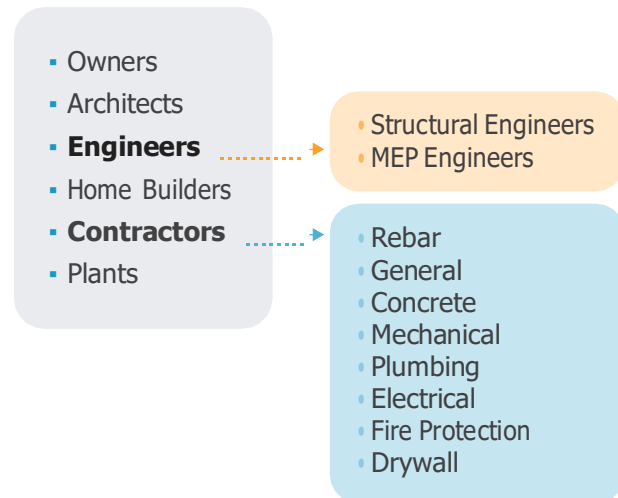 Owners
Architects
Engineers
Home Builders
Contractors
Plants
Structural Engineers
MEP Engineers
Rebar
General
Concrete
Mechanical
Plumbing
Electrical
Fire Protection
Drywall